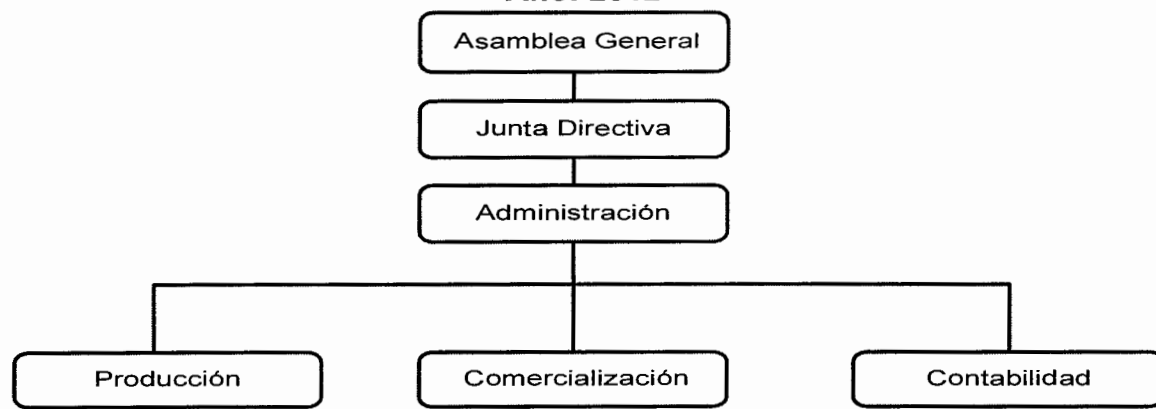 Asamblea General
Junta Directiva
Administración
Producción Comercialización Contabilidad